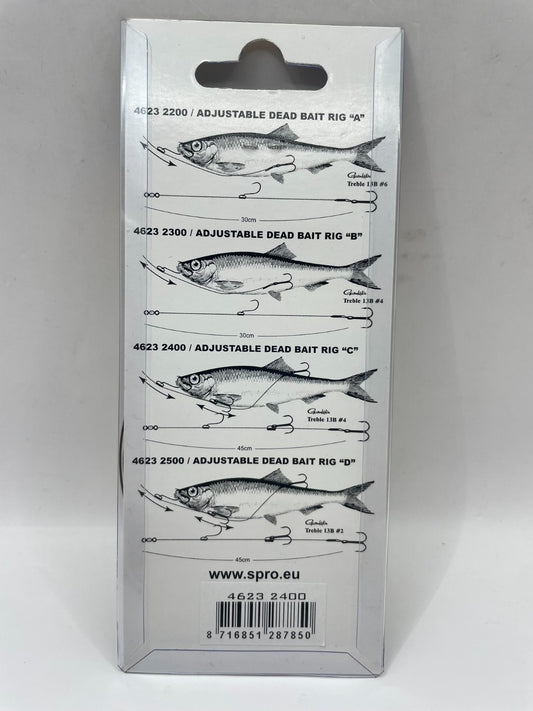 4623 2200 / ADJUSTABLE DEAD BAIT RIG "A"
Gamakatsu
Treble 13B #6
30cm
4623 2300 / ADJUSTABLE DEAD BAIT RIG "B"
Gamakatsu
Treble 13B #4
30cm
4623 2400 / ADJUSTABLE DEAD BAIT RIG "C"
Gamakatsu
Treble 13B #4
45cm
4623 2500 / ADJUSTABLE DEAD BAIT RIG "D"
Gamakatsu
Treble 13B #2
45cm
www.spro.eu
4623 2400
8 716851 287850